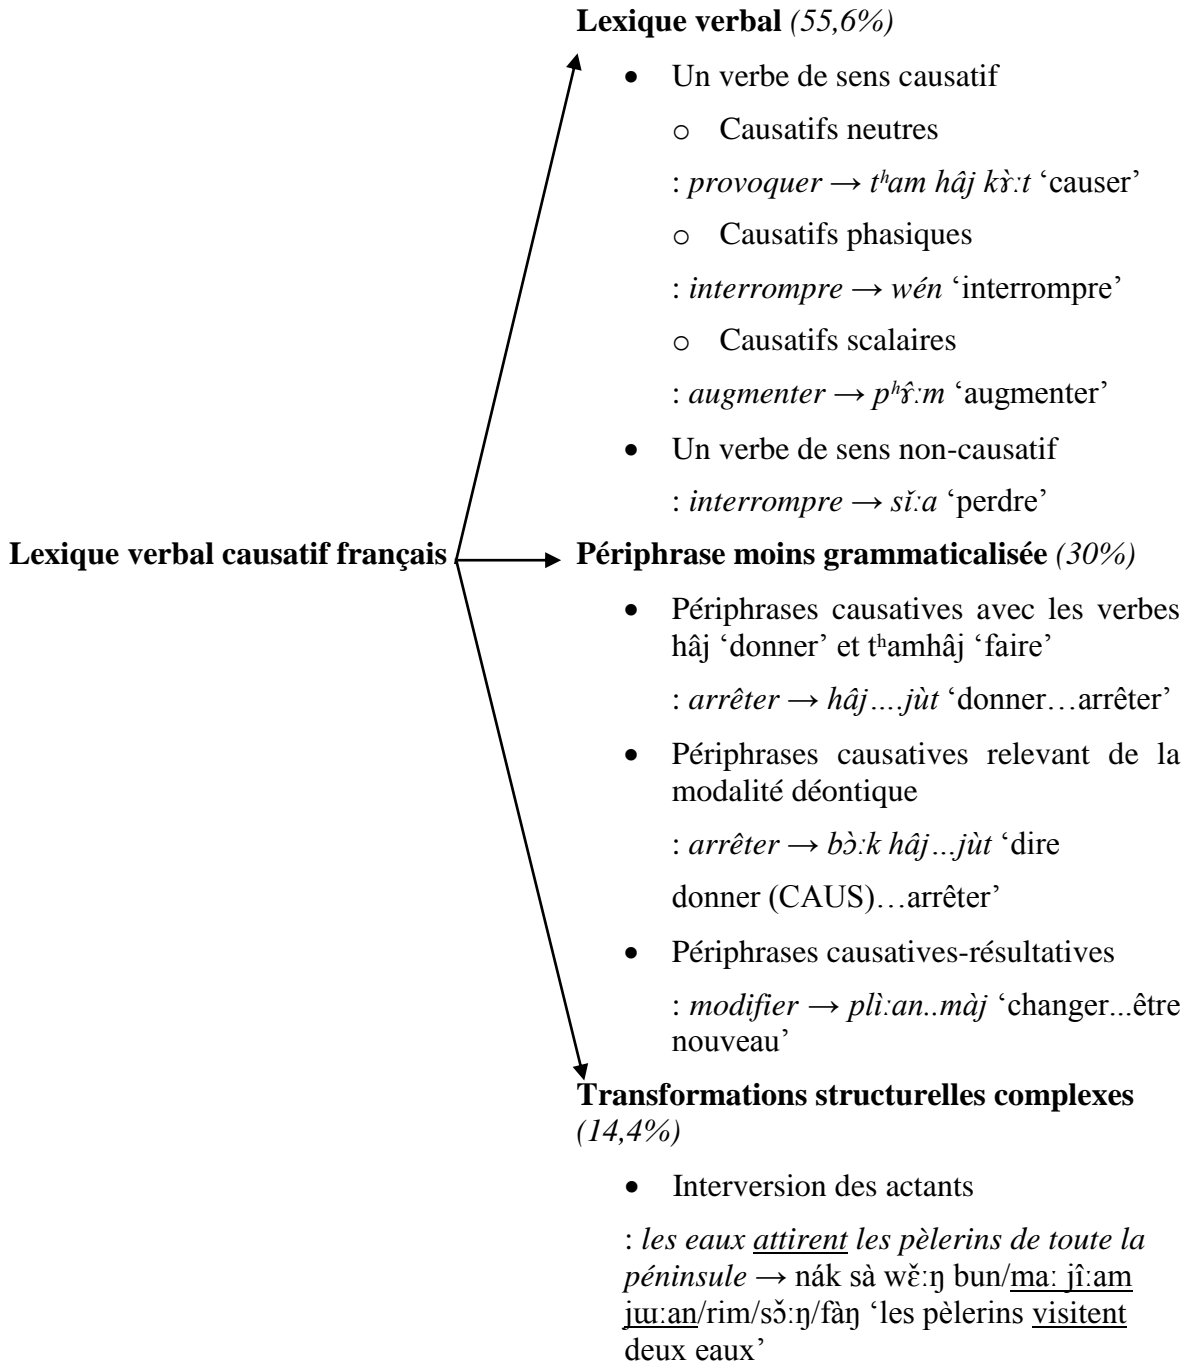 Lexique verbal (55,6%)
• Un verbe de sens causatif
o Causatifs neutres
: provoquer → tʰam hâj kɤ̀ːt ‘causer’
o Causatifs phasiques
: interrompre → wén ‘interrompre’
o Causatifs scalaires
: augmenter → pʰɤ̂ːm ‘augmenter’
• Un verbe de sens non-causatif
: interrompre → sǐːa ‘perdre’
Lexique verbal causatif français
Périphrase moins grammaticalisée (30%)
• Périphrases causatives avec les verbes
hâj ‘donner’ et tʰamhâj ‘faire’
: arrêter → hâj….jùt ‘donner…arrêter’
• Périphrases causatives relevant de la
modalité déontique
: arrêter → bɔ̀ːk hâj…jùt ‘dire
donner (CAUS)…arrêter’
• Périphrases causatives-résultatives
: modifier → plìːan..màj ‘changer...être
nouveau’
Transformations structurelles complexes
(14,4%)
• Interversion des actants
: les eaux attirent les pèlerins de toute la
péninsule → nák sà wɛ̌ːŋ bun/maː jîːam
jɯːan/rim/sɔ̌ːŋ/fàŋ ‘les pèlerins visitent
deux eaux’